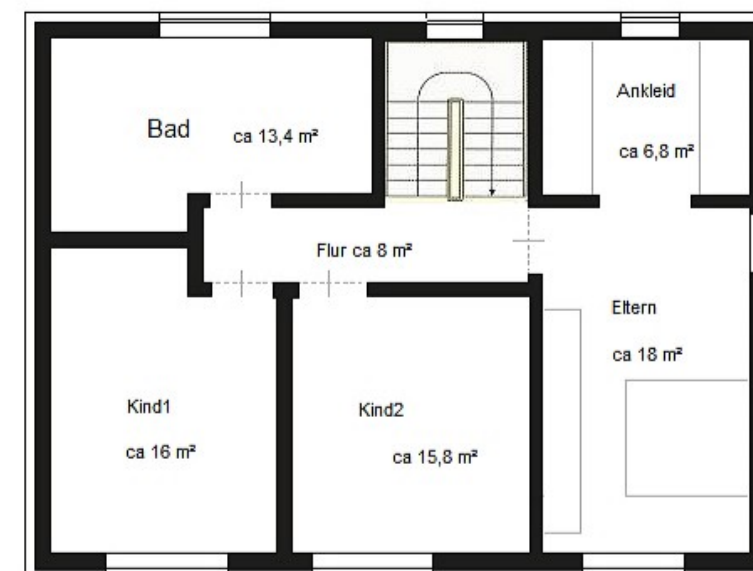 Bad
ca 13,4 m²
Ankleid
ca 6,8 m²
Flur ca 8 m²
Eltern
ca 18 m²
Kind1
ca 16 m²
Kind2
ca 15,8 m²